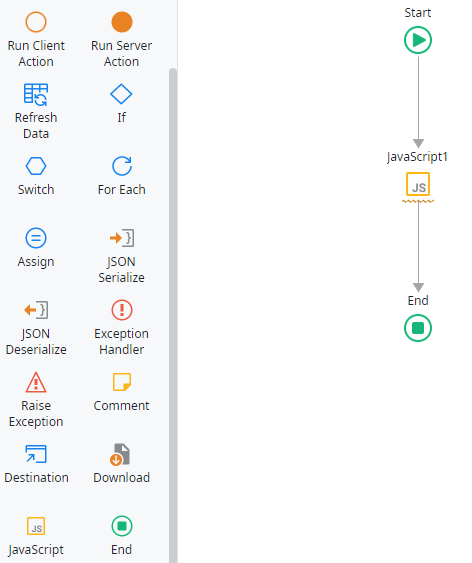 Run Client
Action
Run Server
Action
Refresh
Data
If
Switch
For Each
Assign
JSON
Serialize
JSON
Deserialize
Exception
Handler
Raise
Exception
Comment
Destination
Download
JS
JavaScript
End
Start
JavaScript1
JS
End